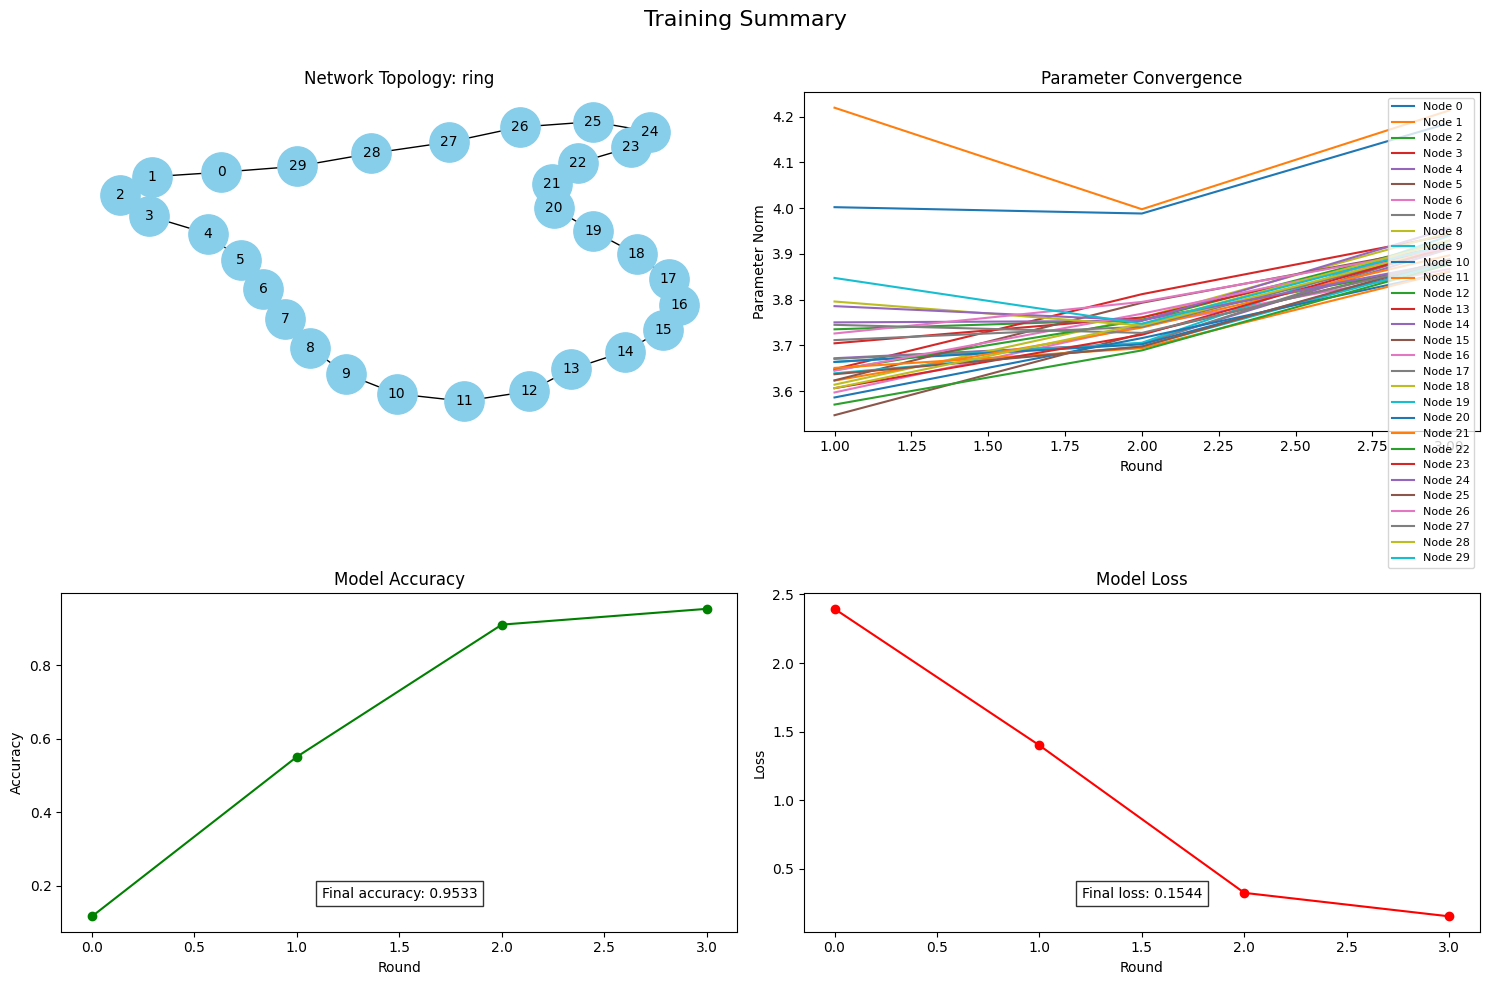 Training Summary
Network Topology: ring
0
1
2
3
4
5
6
7
8
9
10
11
12
13
14
15
16
17
18
19
20
21
22
23
24
25
26
27
28
29
Parameter Convergence
Parameter Norm
4.2
4.1
4.0
3.9
3.8
3.7
3.6
1.00 1.25 1.50 1.75 2.00 2.25 2.50 2.75 3.00
Round
Node 0
Node 1
Node 2
Node 3
Node 4
Node 5
Node 6
Node 7
Node 8
Node 9
Node 10
Node 11
Node 12
Node 13
Node 14
Node 15
Node 16
Node 17
Node 18
Node 19
Node 20
Node 21
Node 22
Node 23
Node 24
Node 25
Node 26
Node 27
Node 28
Node 29
Model Accuracy
Accuracy
0.8
0.6
0.4
0.2
Final accuracy: 0.9533
0.0 0.5 1.0 1.5 2.0 2.5 3.0
Round
Model Loss
Loss
2.5
2.0
1.5
1.0
0.5
Final loss: 0.1544
0.0 0.5 1.0 1.5 2.0 2.5 3.0
Round